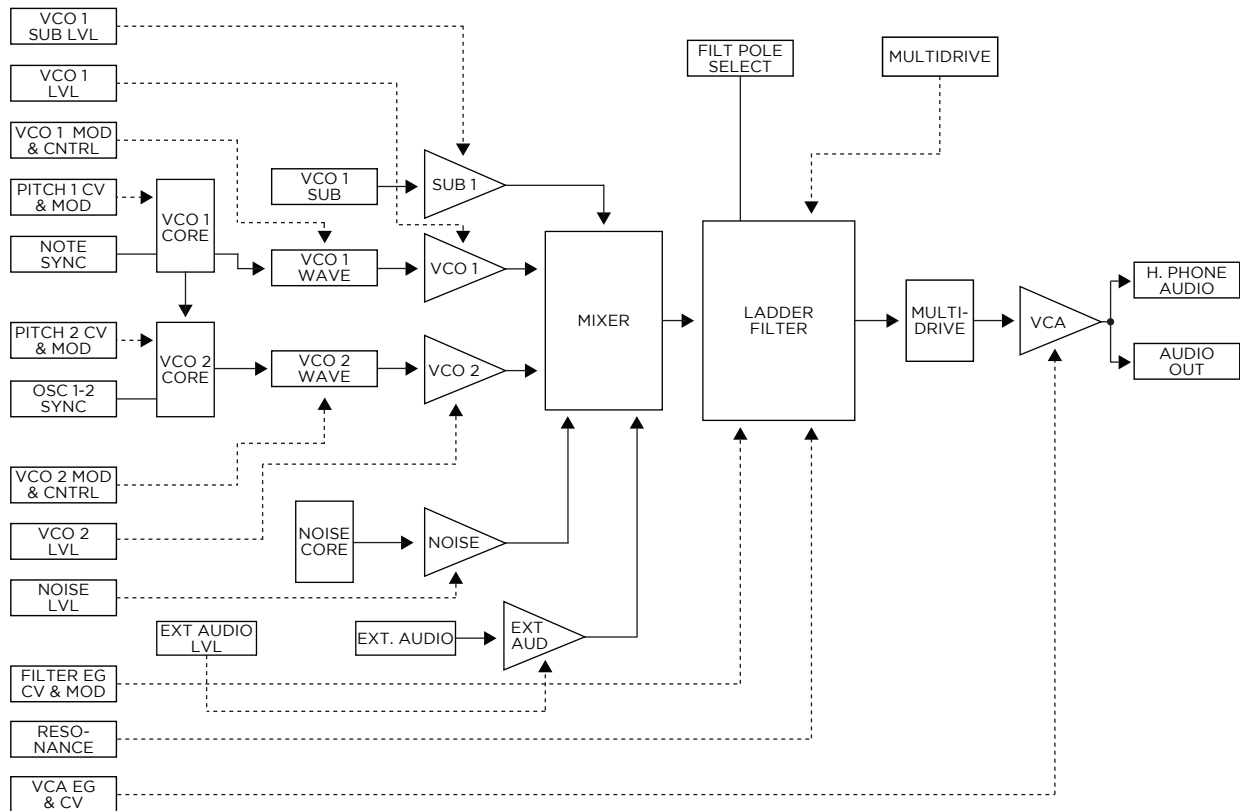 VCO 1
SUB LVL
VCO 1
LVL
VCO 1 MOD
& CNTRL
PITCH 1 CV
& MOD
NOTE
SYNC
PITCH 2 CV
& MOD
OSC 1-2
SYNC
VCO 2 MOD
& CNTRL
VCO 2
LVL
NOISE
LVL
EXT AUDIO
LVL
FILTER EG
CV & MOD
RESO-
NANCE
VCA EG
& CV
VCO 1
CORE
VCO 2
CORE
VCO 1
SUB
VCO 1
WAVE
VCO 2
WAVE
NOISE
CORE
EXT. AUDIO
SUB 1
VCO 1
VCO 2
NOISE
EXT
AUD
MIXER
FILT POLE
SELECT
MULTIDRIVE
LADDER
FILTER
MULTI-
DRIVE
VCA
H. PHONE
AUDIO
AUDIO
OUT